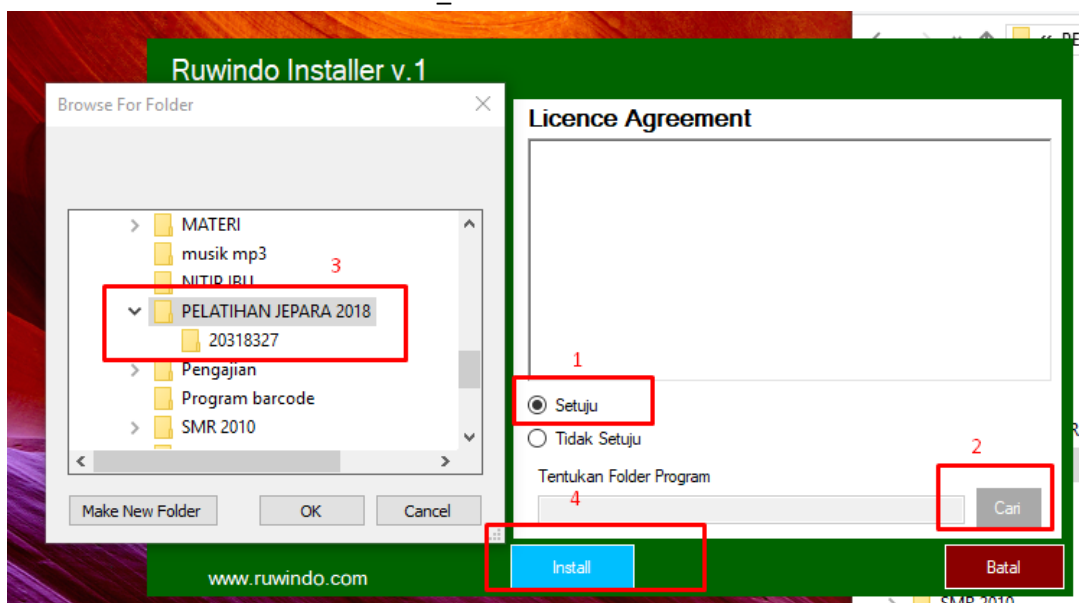 Ruwindo Installer v.1
Browse For Folder
MATERI
musik mp3
3
NITIP IBU
PELATIHAN JEPARA 2018
20318327
Pengajian
Program barcode
SMR 2010
Make New Folder
OK
Cancel
Licence Agreement
1
Setuju
Tidak Setuju
2
Tentukan Folder Program
4
Cari
Install
Batal
www.ruwindo.com
SMR 2010